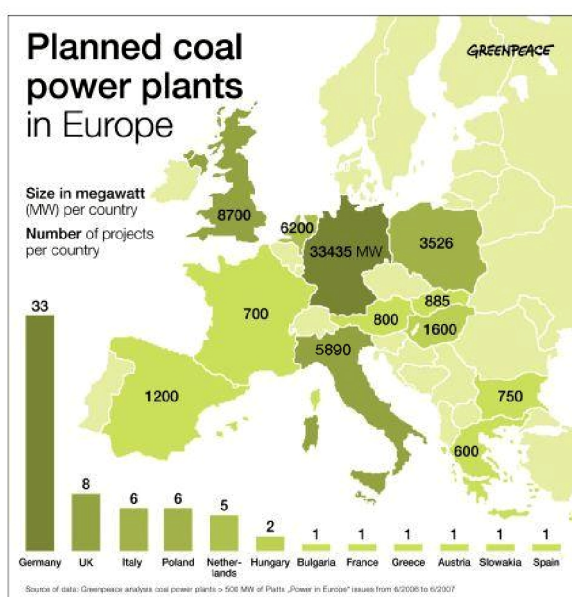 Planned coal
power plants
in Europe
GREENPEACE
Size in megawatt
(MW) per country
Number of projects
per country
8700
6200
33435 MW
3526
700
885
800
1600
5890
1200
750
600
33
8
6
6
5
2
1
1
1
1
1
1
Germany
UK
Italy
Poland
Nether-
lands
Hungary
Bulgaria
France
Greece
Austria
Slovakia
Spain
Source of data: Greenpeace analysis coal power plants > 500 MW of Platts „Power in Europe" issues from 6/2006 to 6/2007